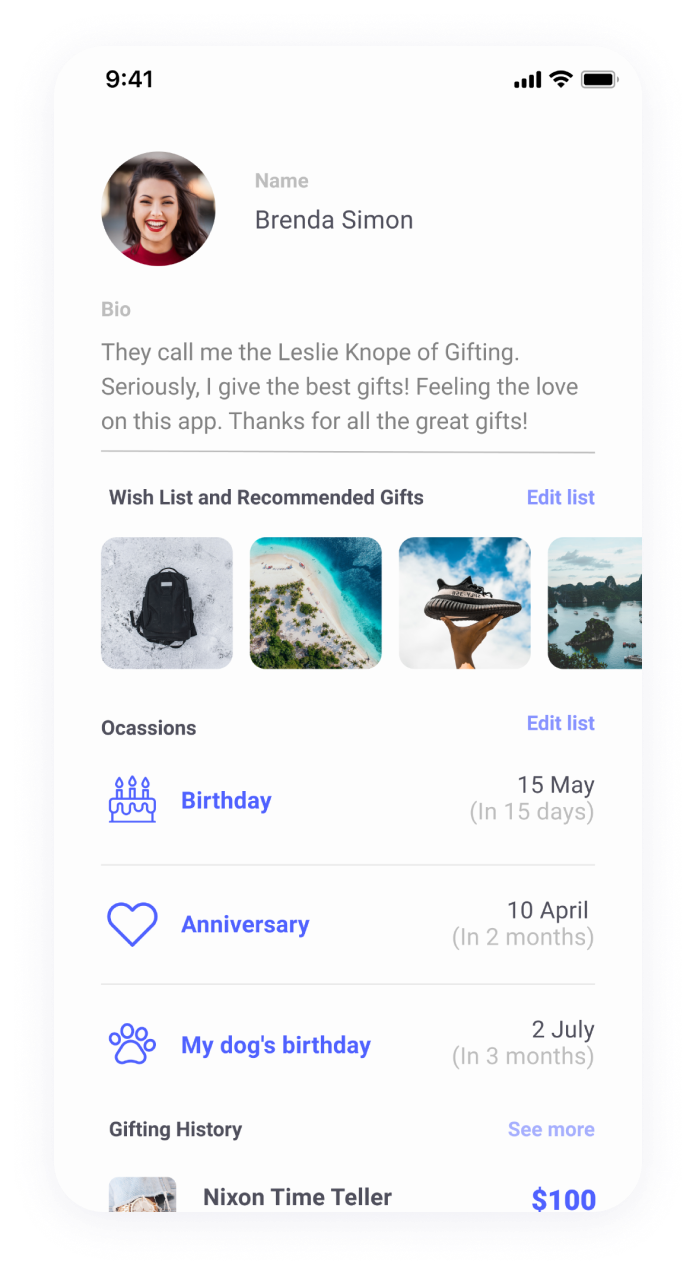 9:41
Name
Brenda Simon
Bio
They call me the Leslie Knope of Gifting.
Seriously, I give the best gifts! Feeling the love
on this app. Thanks for all the great gifts!
Wish List and Recommended Gifts Edit list
Ocassions Edit list
Birthday 15 May
(In 15 days)
Anniversary 10 April
(In 2 months)
My dog's birthday 2 July
(In 3 months)
Gifting History See more
Nixon Time Teller $100